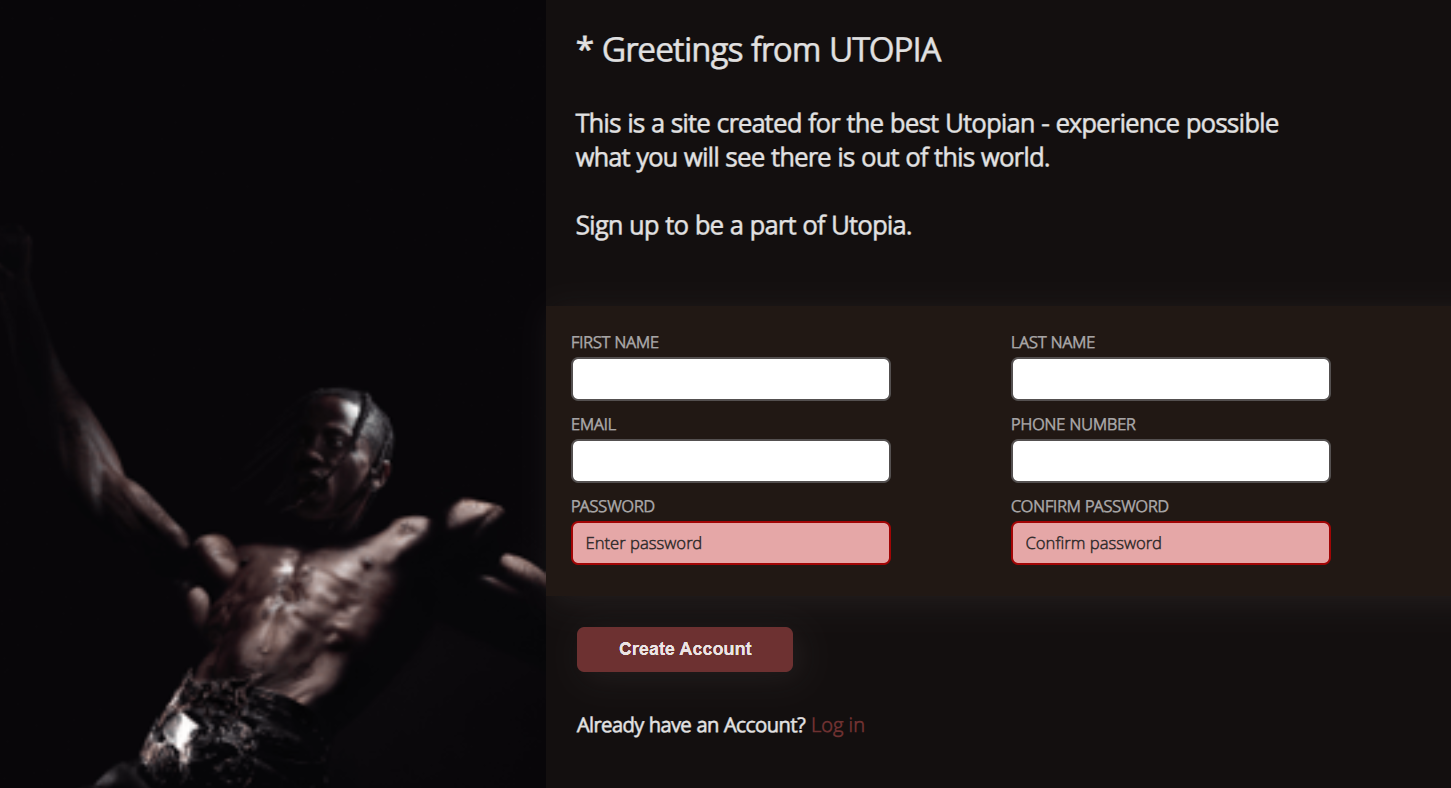 * Greetings from UTOPIA
This is a site created for the best Utopian - experience possible
what you will see there is out of this world.
Sign up to be a part of Utopia.
FIRST NAME
LAST NAME
EMAIL
PHONE NUMBER
PASSWORD
CONFIRM PASSWORD
Enter password
Confirm password
Create Account
Already have an Account? Log in